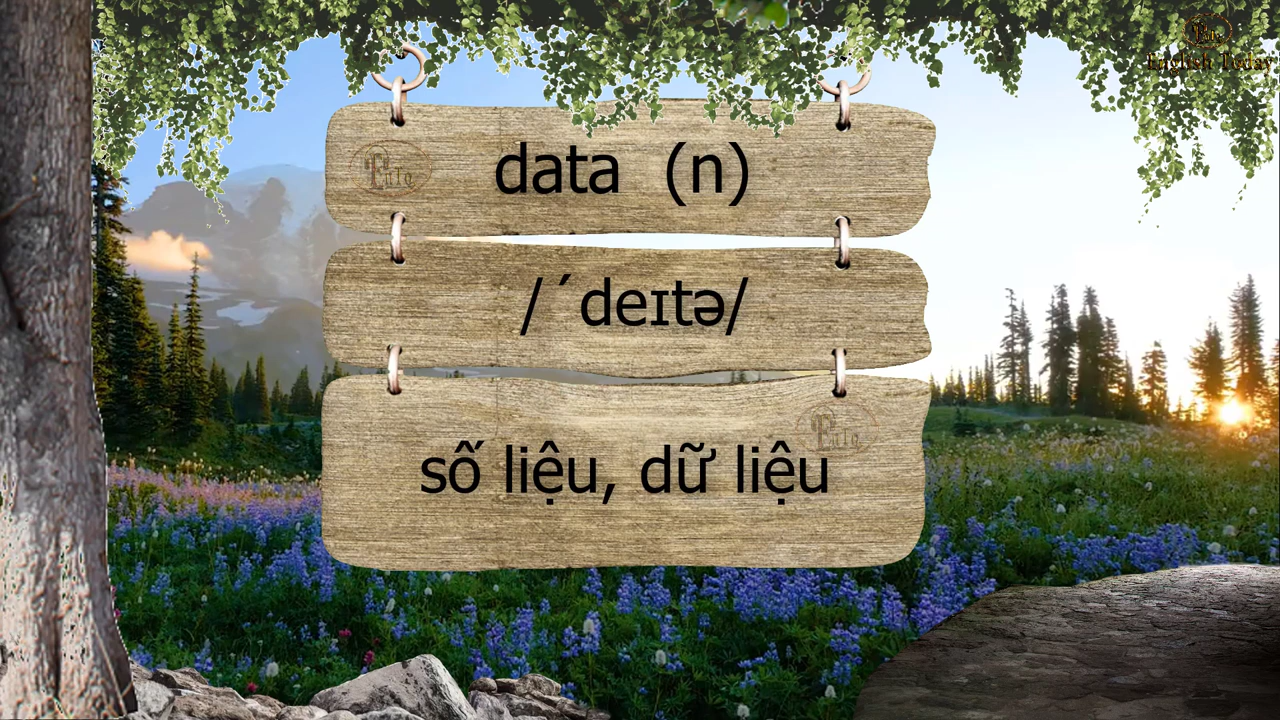 English Today
data (n)
/ˊdeɪtə/
số liệu, dữ liệu